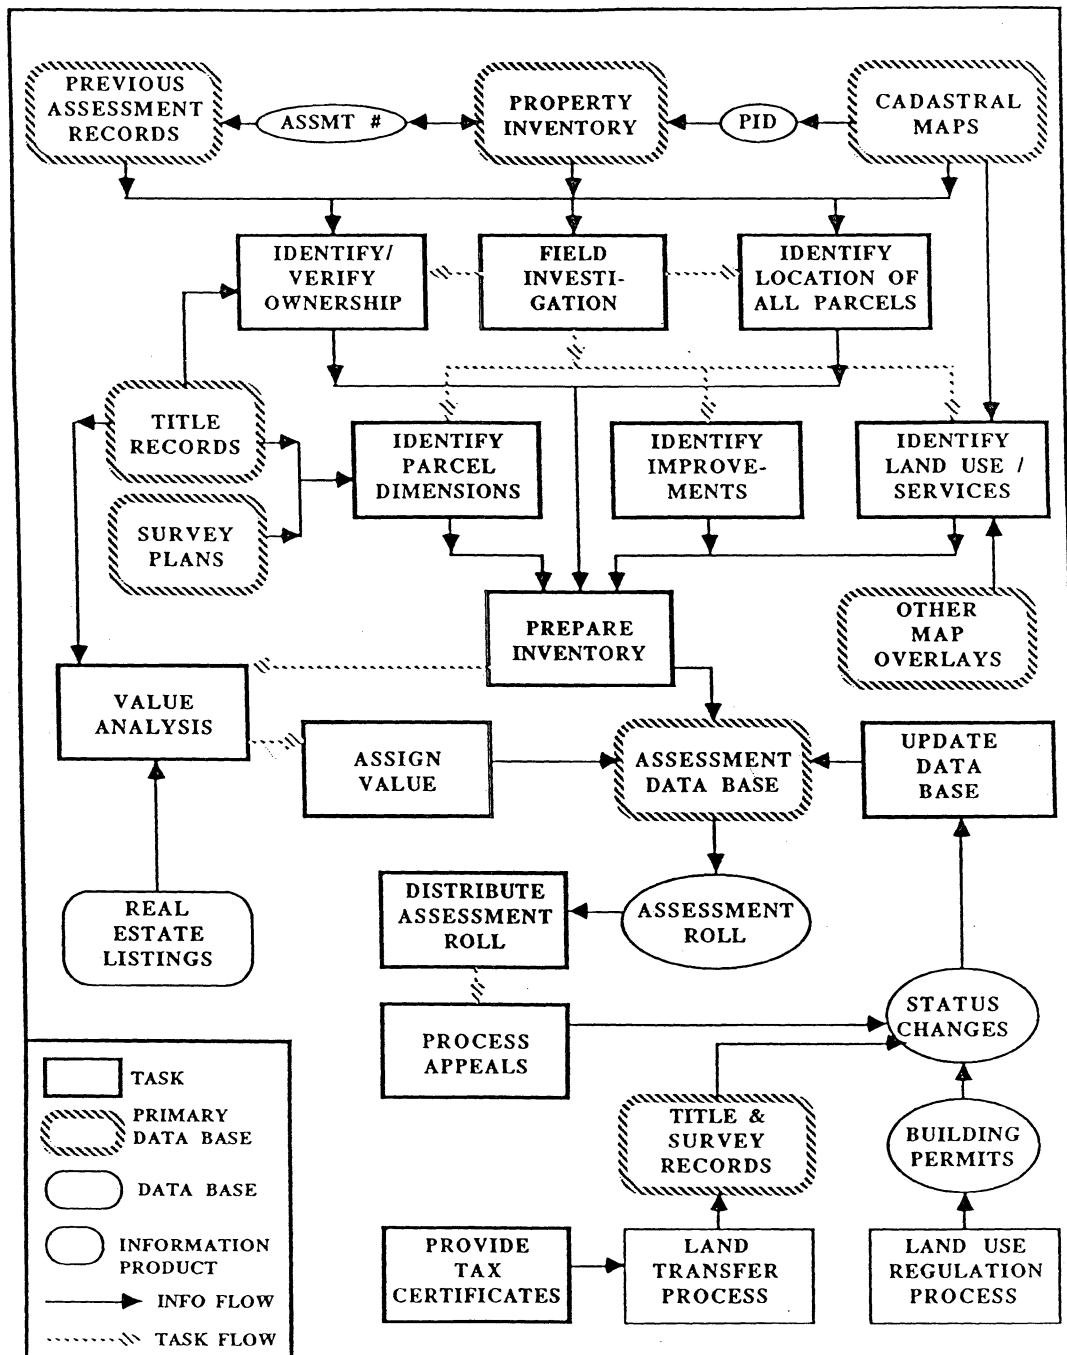 PREVIOUS
ASSESSMENT
RECORDS
ASSMT #
PROPERTY
INVENTORY
PID
CADASTRAL
MAPS
IDENTIFY/
VERIFY
OWNERSHIP
FIELD
INVESTI-
GATION
IDENTIFY
LOCATION OF
ALL PARCELS
TITLE
RECORDS
IDENTIFY
PARCEL
DIMENSIONS
IDENTIFY
IMPROVE-
MENTS
IDENTIFY
LAND USE /
SERVICES
SURVEY
PLANS
PREPARE
INVENTORY
OTHER
MAP
OVERLAYS
VALUE
ANALYSIS
ASSIGN
VALUE
ASSESSMENT
DATA BASE
UPDATE
DATA
BASE
REAL
ESTATE
LISTINGS
DISTRIBUTE
ASSESSMENT
ROLL
ASSESSMENT
ROLL
PROCESS
APPEALS
STATUS
CHANGES
TITLE &
SURVEY
RECORDS
BUILDING
PERMITS
PROVIDE
TAX
CERTIFICATES
LAND
TRANSFER
PROCESS
LAND USE
REGULATION
PROCESS
TASK
PRIMARY
DATA BASE
DATA BASE
INFORMATION
PRODUCT
INFO FLOW
TASK FLOW